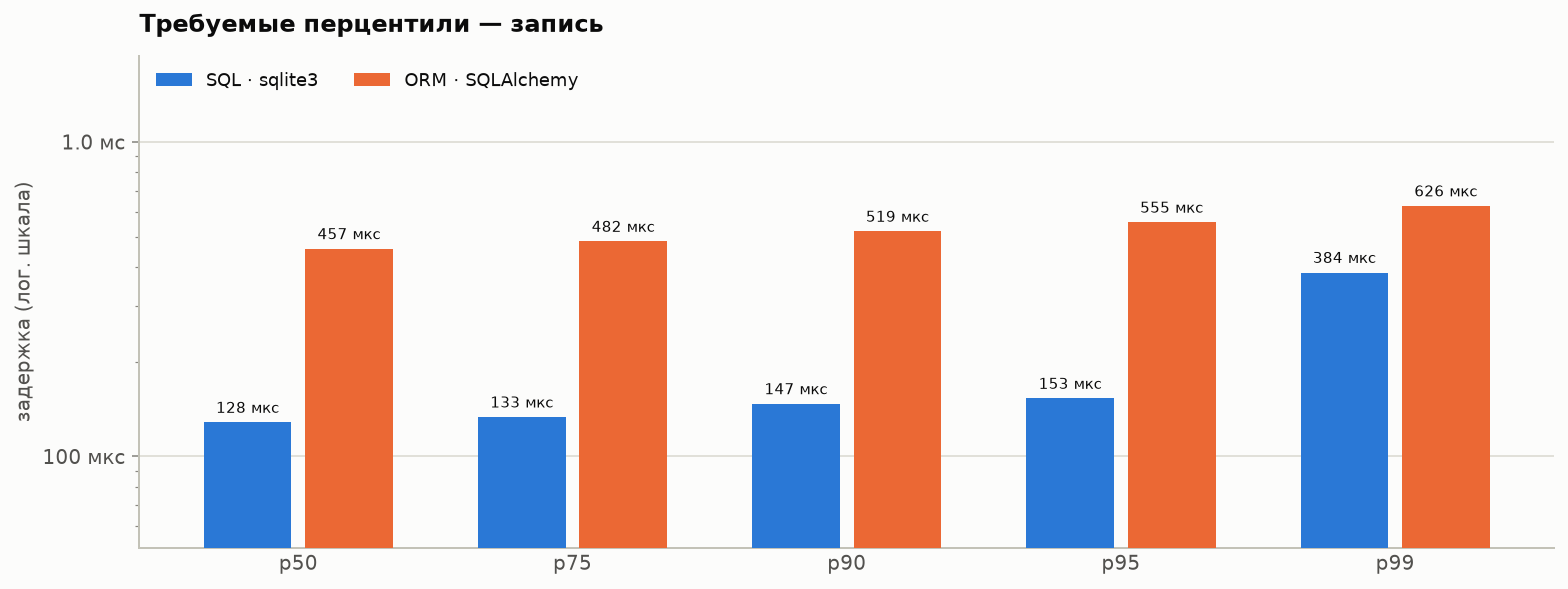 Требуемые перцентили — запись
SQL · sqlite3
ORM · SQLAlchemy
задержка (лог. шкала)
1.0 мс
100 мкс
128 мкс
457 мкс
133 мкс
482 мкс
147 мкс
519 мкс
153 мкс
555 мкс
384 мкс
626 мкс
p50
p75
p90
p95
p99